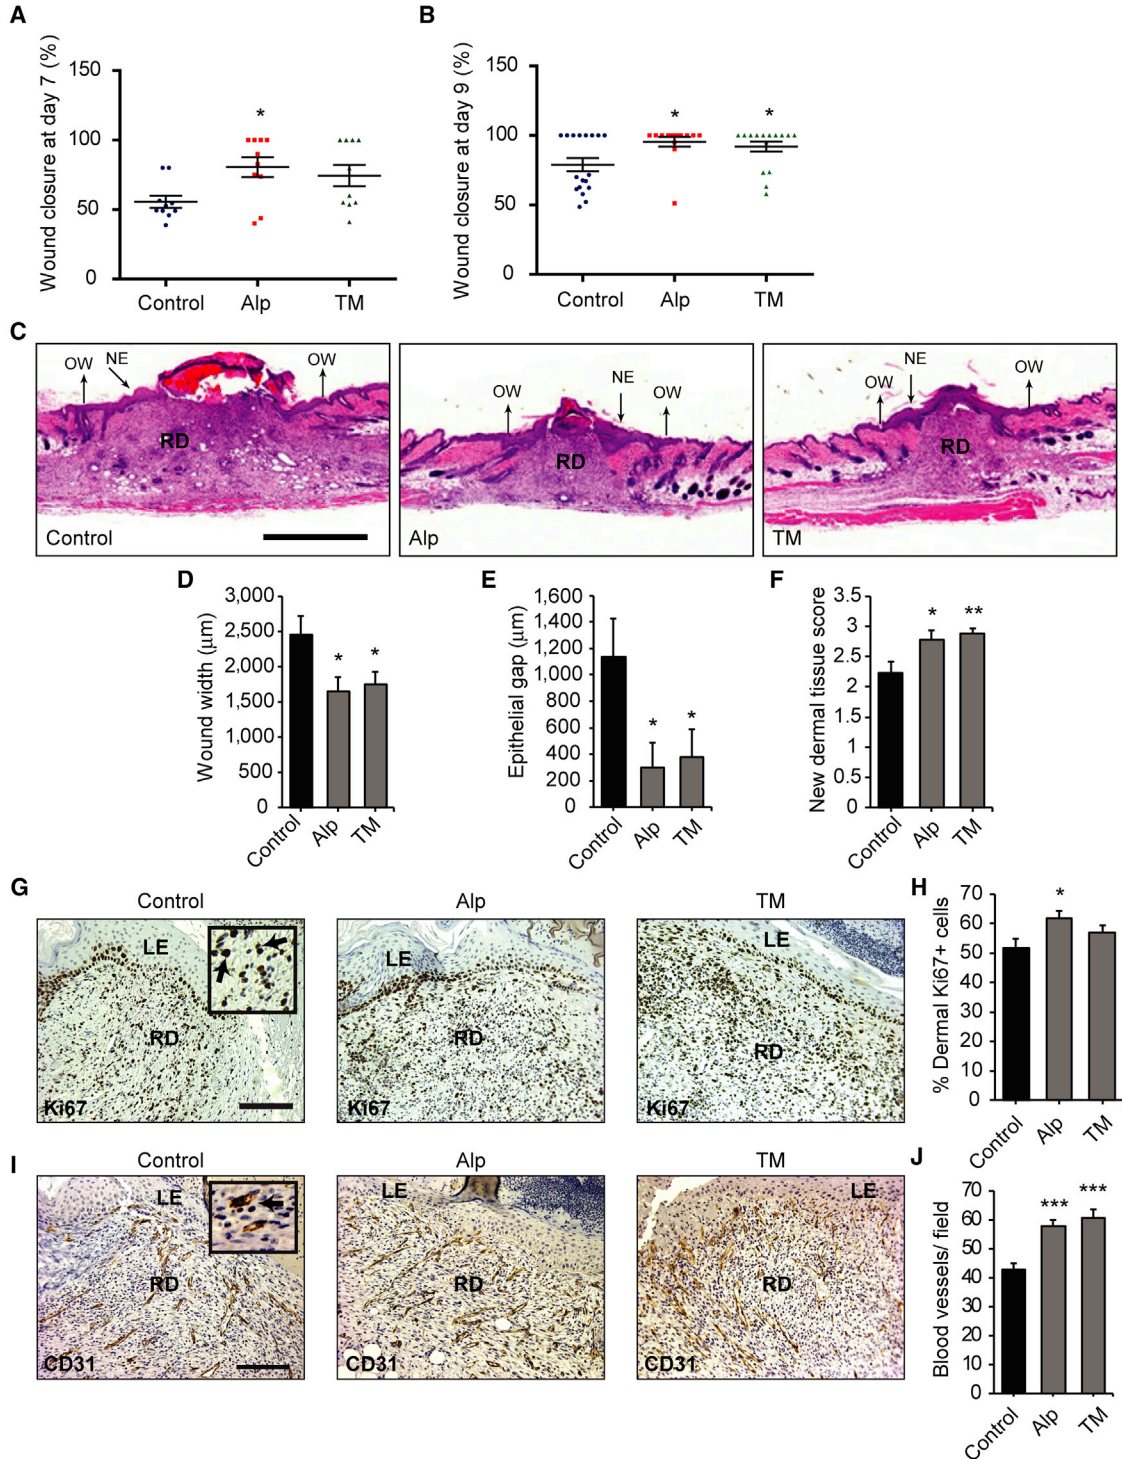 A
Wound closure at day 7 (%)
150
100
50
0
*
Control
Alp
TM
B
Wound closure at day 9 (%)
150
100
50
0
*
*
Control
Alp
TM
C
OW
NE
OW
RD
Control
OW
NE
OW
RD
Alp
OW
NE
OW
RD
TM
D
Wound width (μm)
3,000
2,500
2,000
1,500
1,000
500
0
*
*
Control
Alp
TM
E
Epithelial gap (μm)
1,600
1,400
1,200
1,000
800
600
400
200
0
*
*
Control
Alp
TM
F
New dermal tissue score
3.5
3
2.5
2
1.5
1
0.5
0
*
**
Control
Alp
TM
G
Control
LE
RD
Ki67
Alp
LE
RD
Ki67
TM
LE
RD
Ki67
H
% Dermal Ki67+ cells
70
60
50
40
30
20
10
0
*
Control
Alp
TM
I
Control
LE
RD
CD31
Alp
LE
RD
CD31
TM
LE
RD
CD31
J
Blood vessels/ field
70
60
50
40
30
20
10
0
***
***
Control
Alp
TM